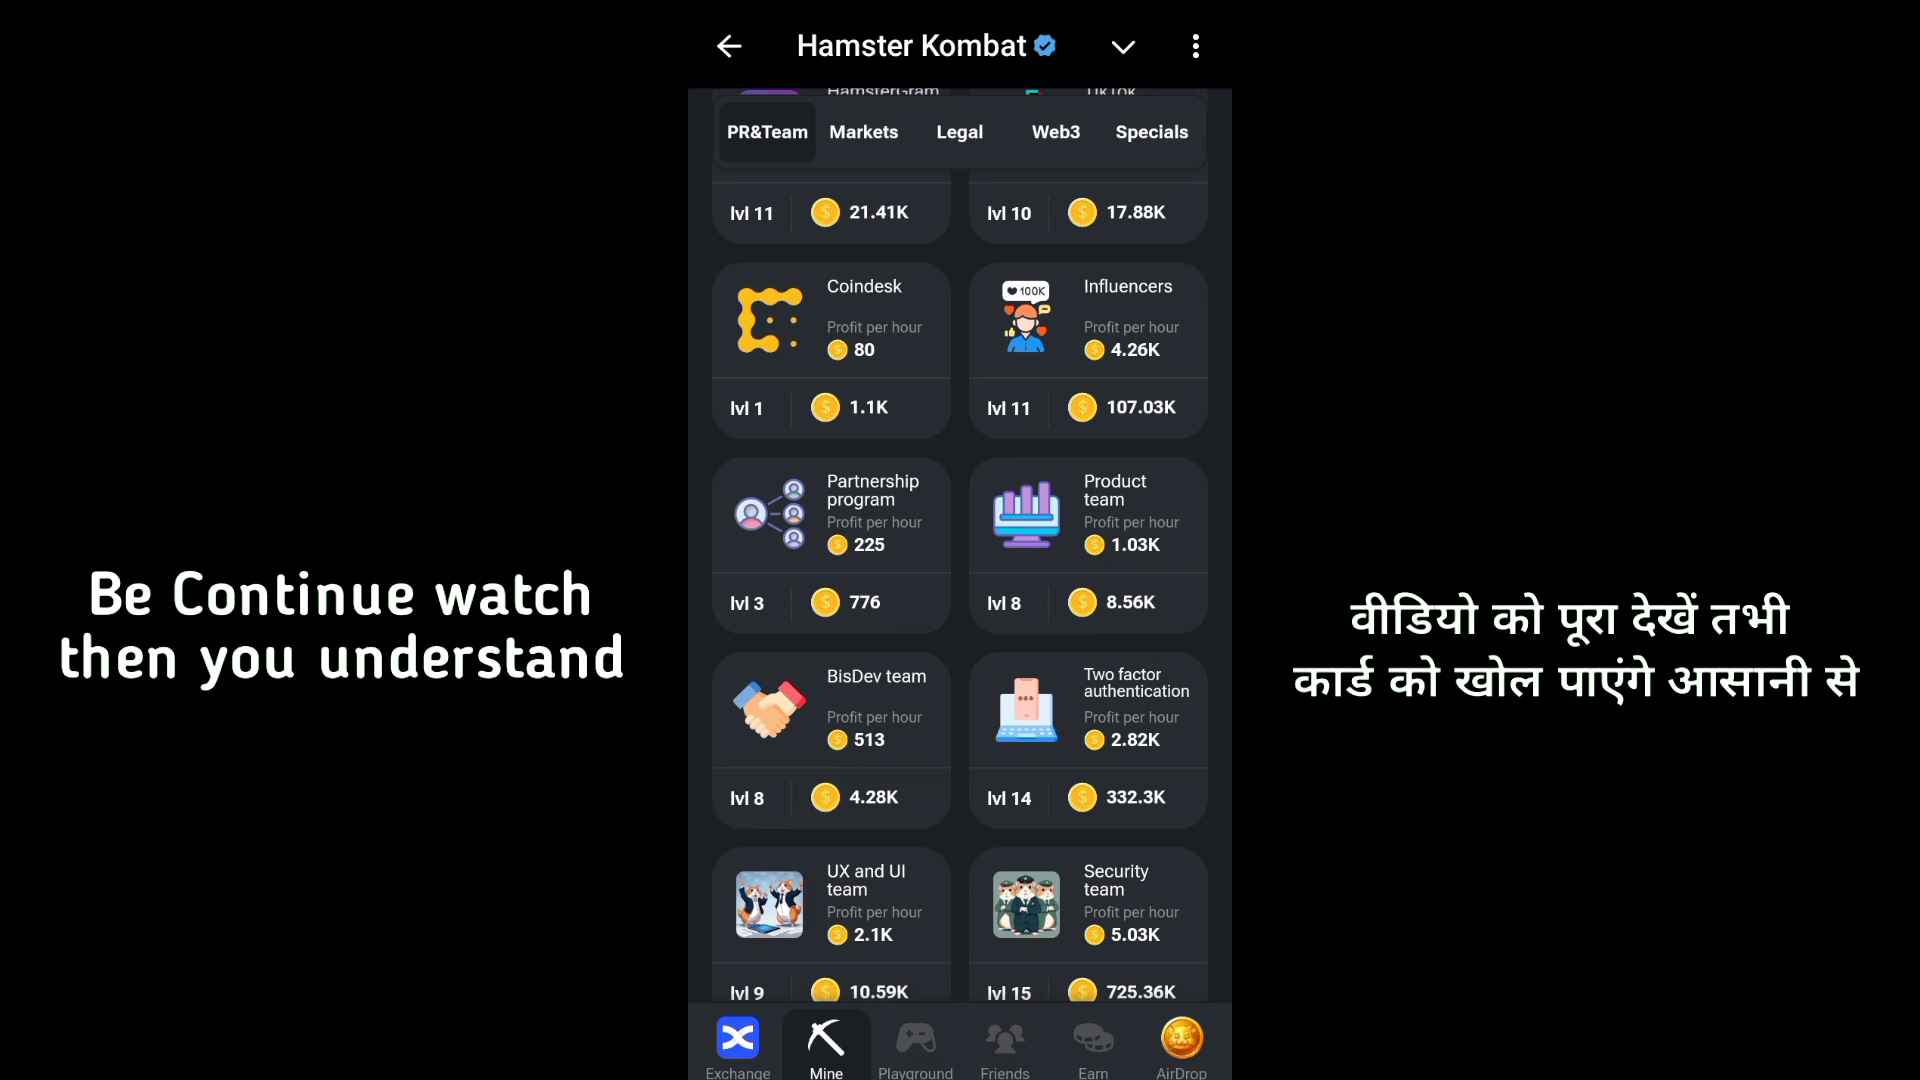 Hamster Kombat
HamsterGram
TikTok
PR&Team
Markets
Legal
Web3
Specials
lvl 11
21.41K
lvl 10
17.88K
Coindesk
Profit per hour
80
lvl 1
1.1K
100K
Influencers
Profit per hour
4.26K
lvl 11
107.03K
Partnership
program
Profit per hour
225
lvl 3
776
Product
team
Profit per hour
1.03K
lvl 8
8.56K
BisDev team
Profit per hour
513
lvl 8
4.28K
Two factor
authentication
Profit per hour
2.82K
lvl 14
332.3K
UX and UI
team
Profit per hour
2.1K
lvl 9
10.59K
Security
team
Profit per hour
5.03K
lvl 15
725.36K
Exchange
Mine
Playground
Friends
Earn
AirDrop
Be Continue watch
then you understand
वीडियो को पूरा देखें तभी
कार्ड को खोल पाएंगे आसानी से